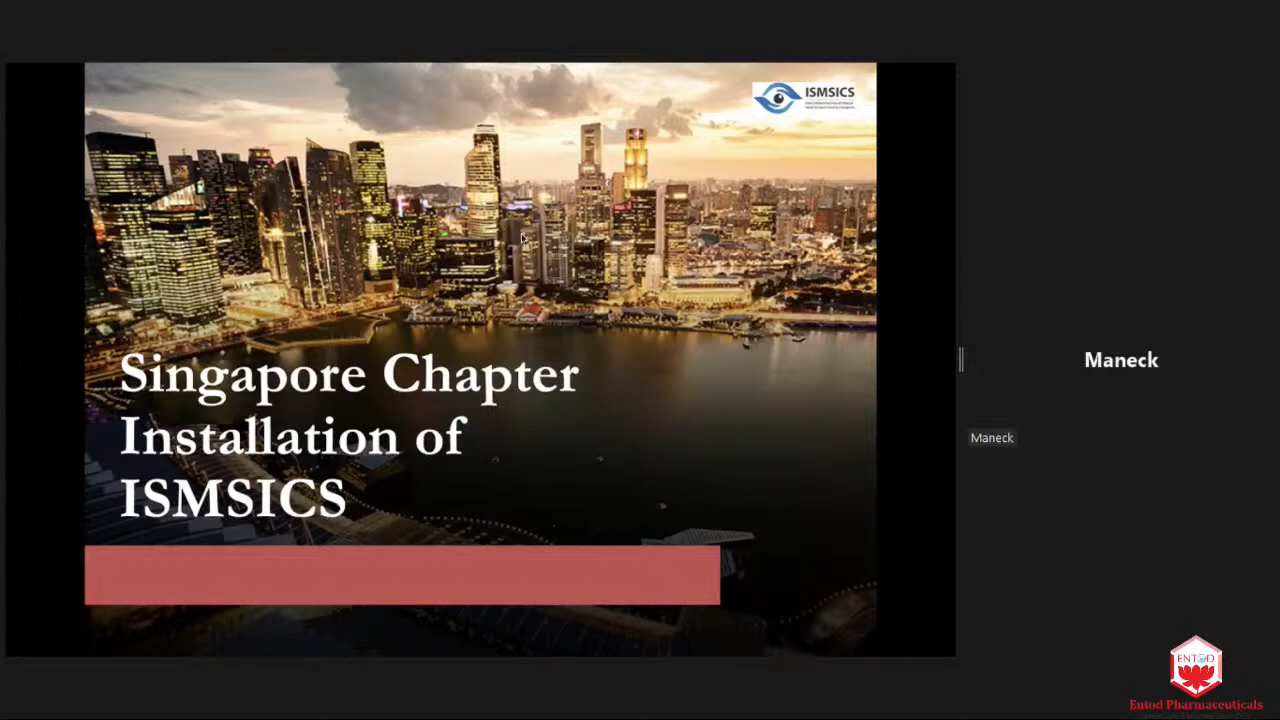 ISMSICS
Singapore Chapter
Installation of
ISMSICS
Maneck
Maneck
ENTOD
Entod Pharmaceuticals